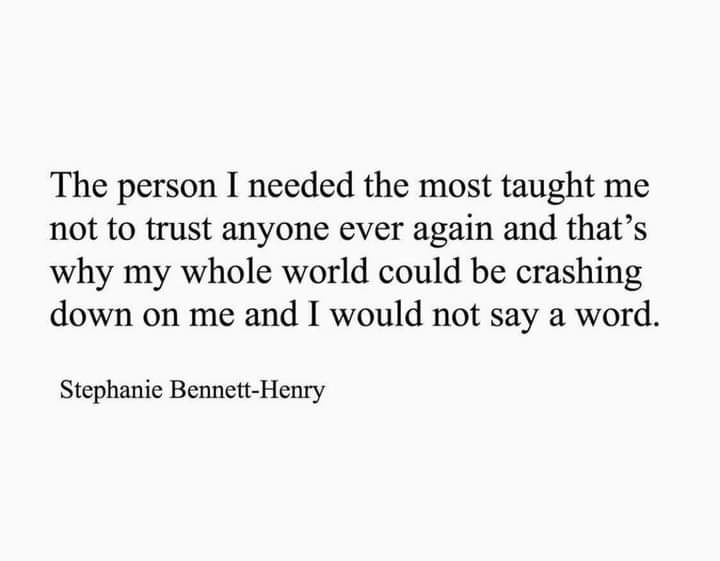 The person I needed the most taught me
not to trust anyone ever again and that’s
why my whole world could be crashing
down on me and I would not say a word.
Stephanie Bennett-Henry